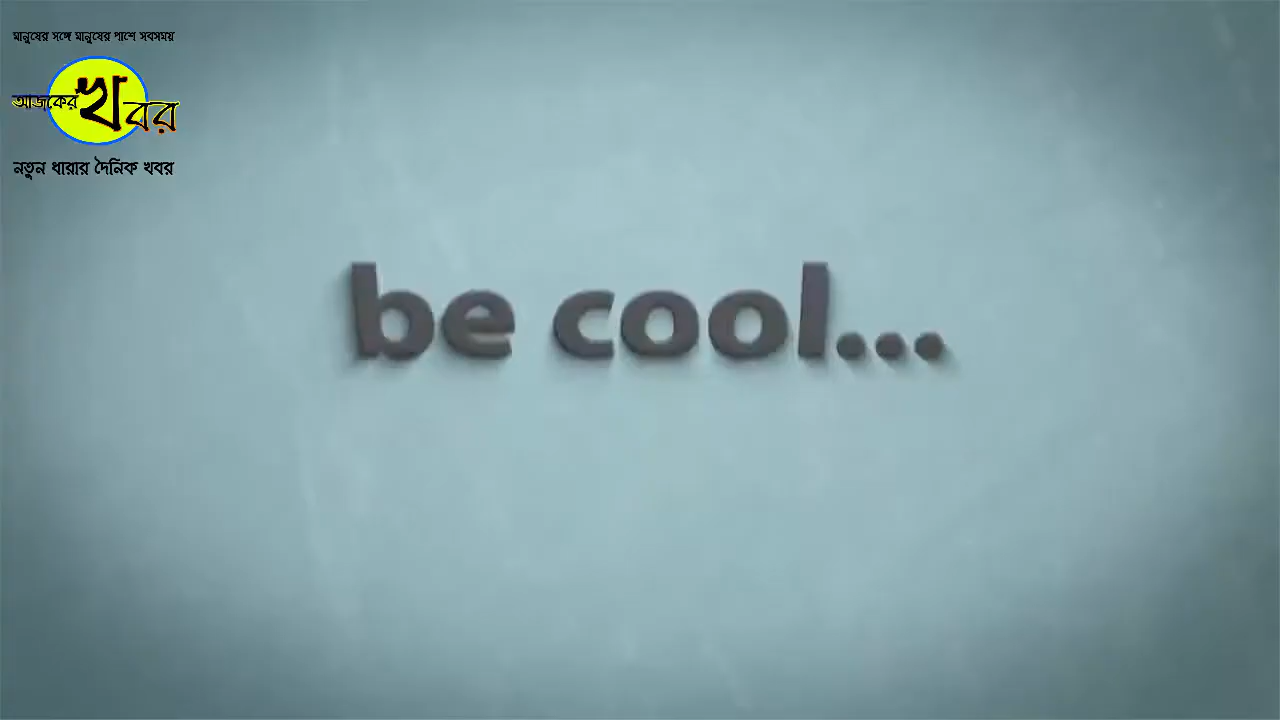 মানুষের সঙ্গে মানুষের পাশে সবসময়
আজকের খবর
নতুন ধারার দৈনিক খবর
be cool...